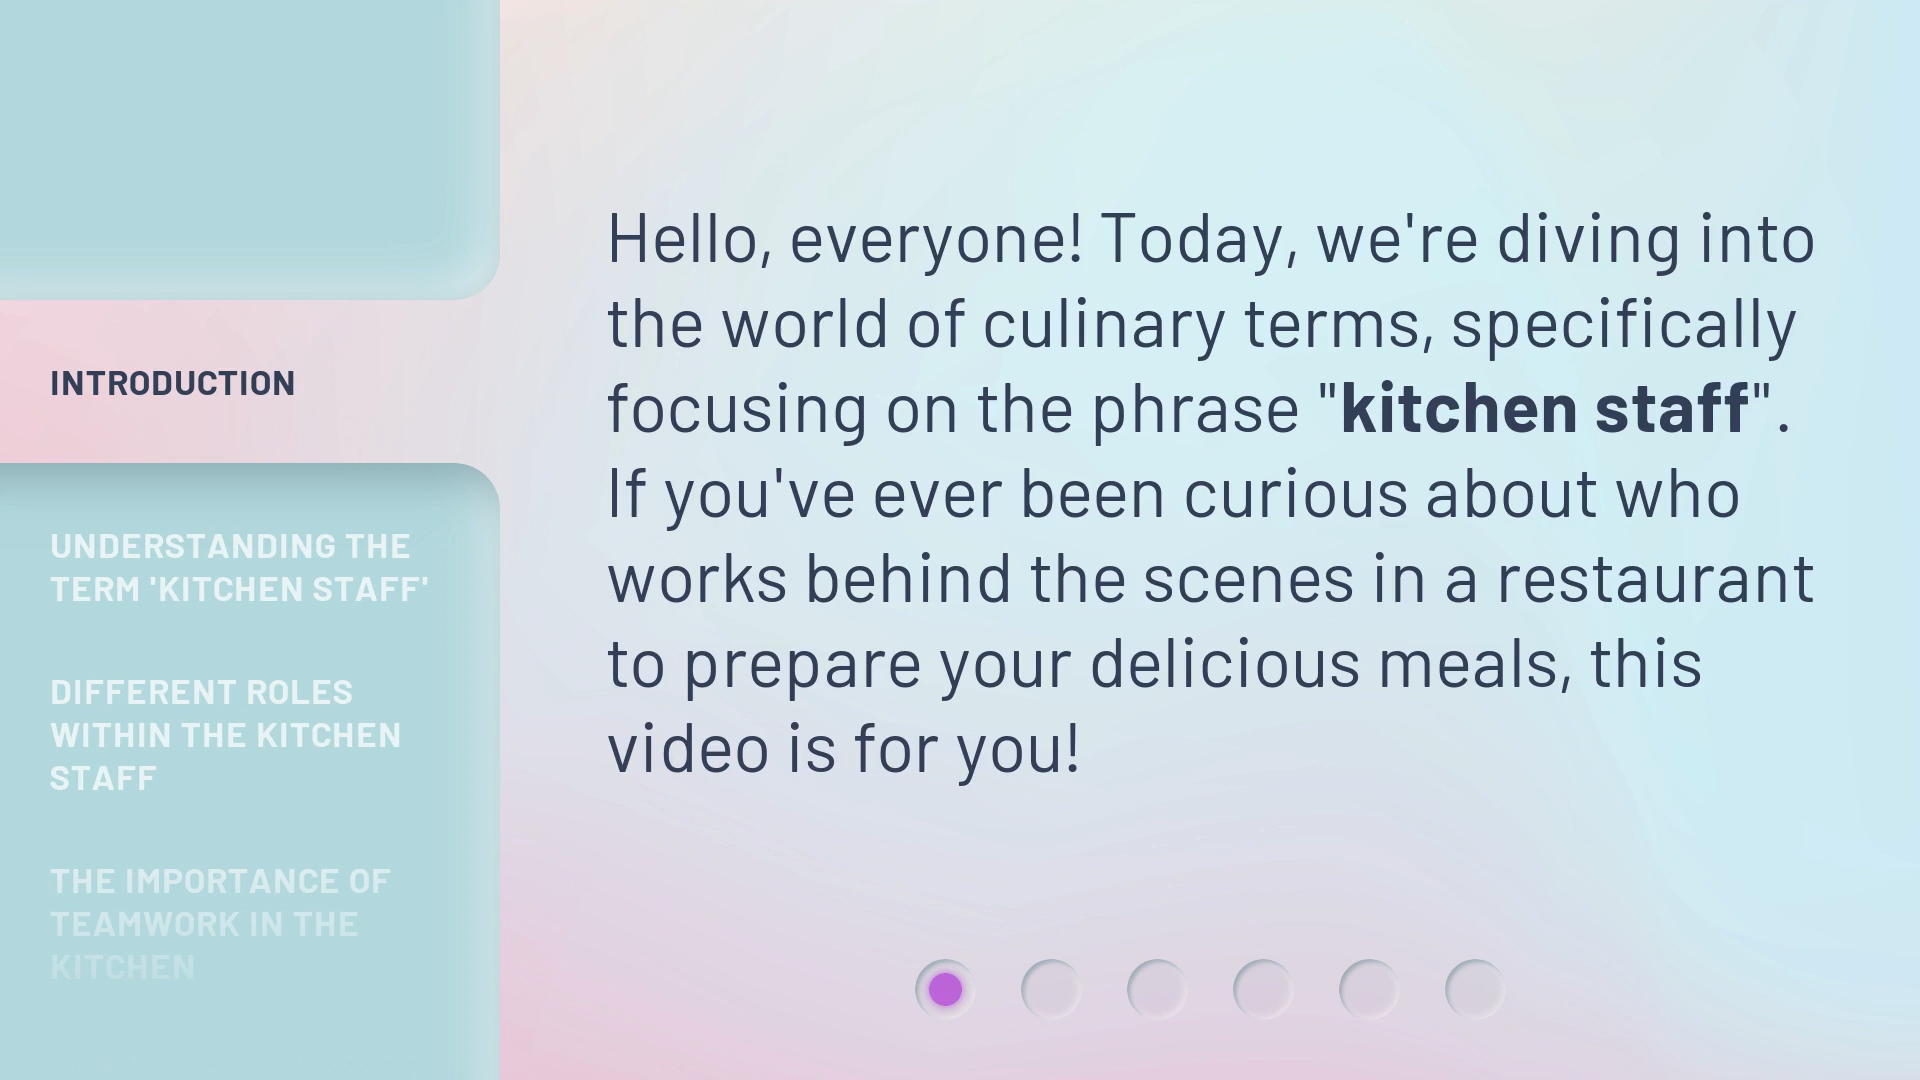 INTRODUCTION
UNDERSTANDING THE
TERM 'KITCHEN STAFF'
DIFFERENT ROLES
WITHIN THE KITCHEN
STAFF
THE IMPORTANCE OF
TEAMWORK IN THE
KITCHEN
Hello, everyone! Today, we're diving into
the world of culinary terms, specifically
focusing on the phrase "kitchen staff".
If you've ever been curious about who
works behind the scenes in a restaurant
to prepare your delicious meals, this
video is for you!